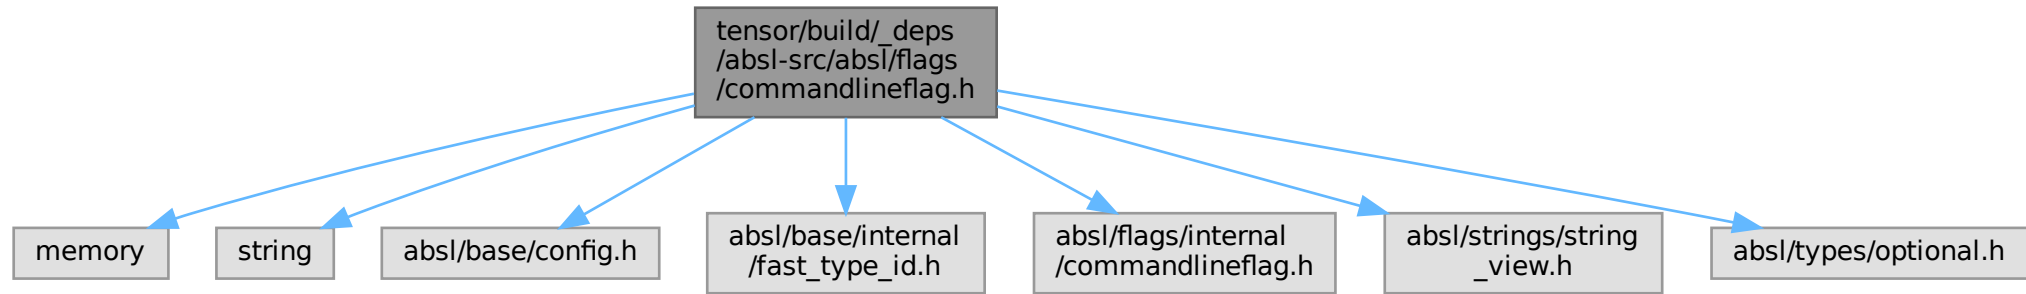 tensor/build/_deps
/absl-src/absl/flags
/commandlineflag.h
memory
string
absl/base/config.h
absl/base/internal
/fast_type_id.h
absl/flags/internal
/commandlineflag.h
absl/strings/string
_view.h
absl/types/optional.h